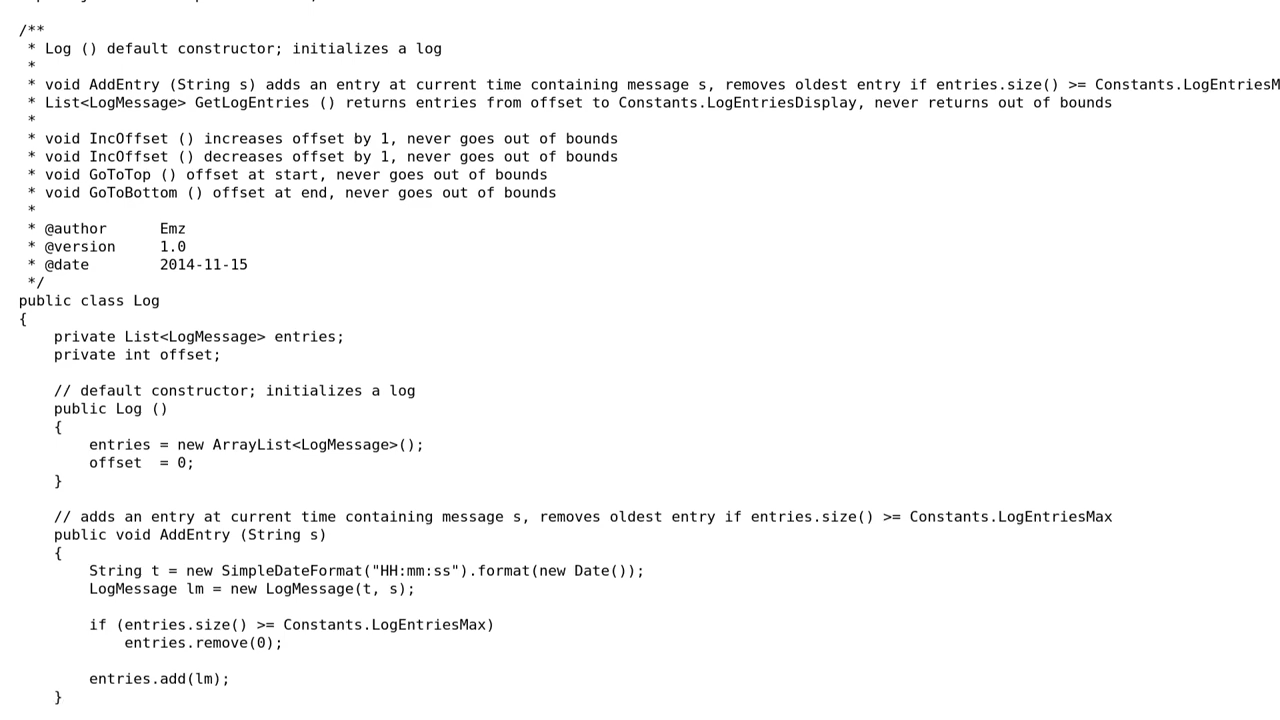 /**
 * Log () default constructor; initializes a log
 *
 * void AddEntry (String s) adds an entry at current time containing message s, removes oldest entry if entries.size() >= Constants.LogEntriesM
 * List<LogMessage> GetLogEntries () returns entries from offset to Constants.LogEntriesDisplay, never returns out of bounds
 *
 * void IncOffset () increases offset by 1, never goes out of bounds
 * void IncOffset () decreases offset by 1, never goes out of bounds
 * void GoToTop () offset at start, never goes out of bounds
 * void GoToBottom () offset at end, never goes out of bounds
 *
 * @author      Emz
 * @version     1.0
 * @date        2014-11-15
 */
public class Log
{
    private List<LogMessage> entries;
    private int offset;

    // default constructor; initializes a log
    public Log ()
    {
        entries = new ArrayList<LogMessage>();
        offset  = 0;
    }

    // adds an entry at current time containing message s, removes oldest entry if entries.size() >= Constants.LogEntriesMax
    public void AddEntry (String s)
    {
        String t = new SimpleDateFormat("HH:mm:ss").format(new Date());
        LogMessage lm = new LogMessage(t, s);

        if (entries.size() >= Constants.LogEntriesMax)
            entries.remove(0);

        entries.add(lm);
    }